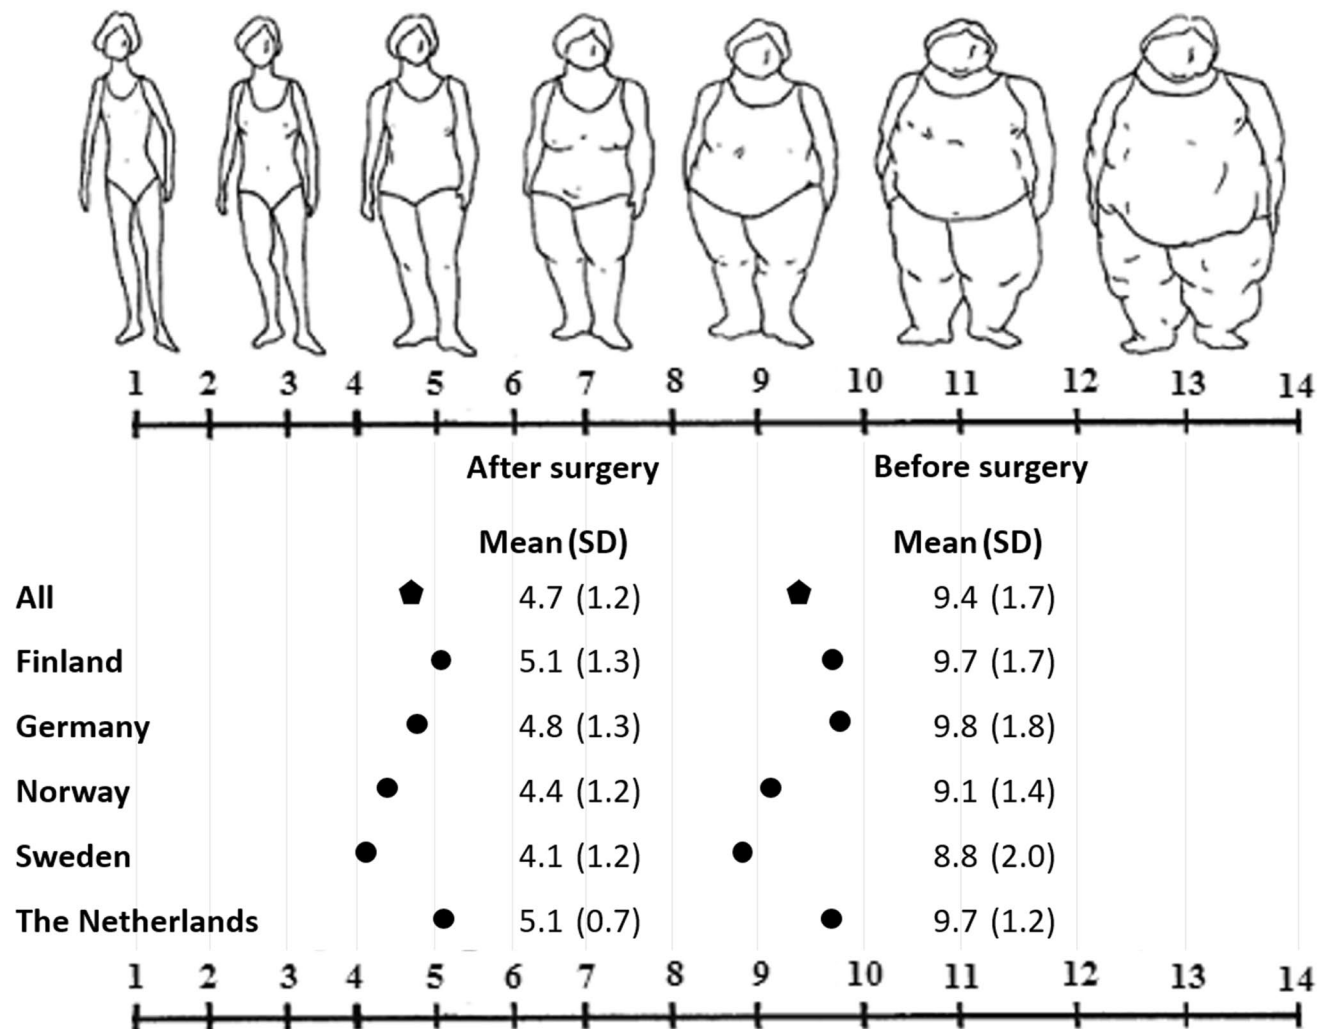 1 2 3 4 5 6 7 8 9 10 11 12 13 14
After surgery Before surgery
Mean (SD) Mean (SD)
All 4.7 (1.2) 9.4 (1.7)
Finland 5.1 (1.3) 9.7 (1.7)
Germany 4.8 (1.3) 9.8 (1.8)
Norway 4.4 (1.2) 9.1 (1.4)
Sweden 4.1 (1.2) 8.8 (2.0)
The Netherlands 5.1 (0.7) 9.7 (1.2)
1 2 3 4 5 6 7 8 9 10 11 12 13 14